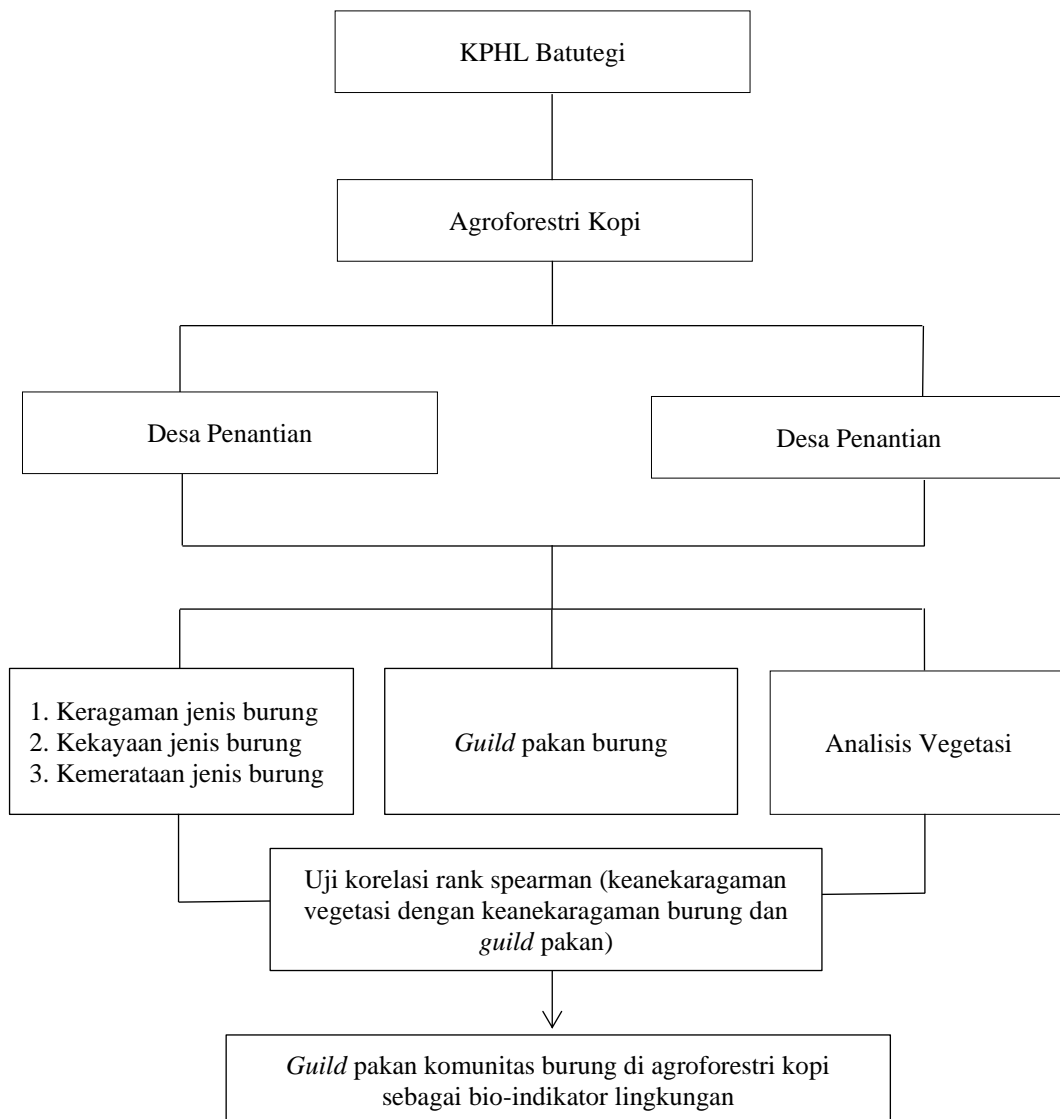 KPHL Batutegi
Agroforestri Kopi
Desa Penantian
Desa Penantian
1. Keragaman jenis burung
2. Kekayaan jenis burung
3. Kemerataan jenis burung
Guild pakan burung
Analisis Vegetasi
Uji korelasi rank spearman (keanekaragaman
vegetasi dengan keanekaragaman burung dan
guild pakan)
Guild pakan komunitas burung di agroforestri kopi
sebagai bio-indikator lingkungan